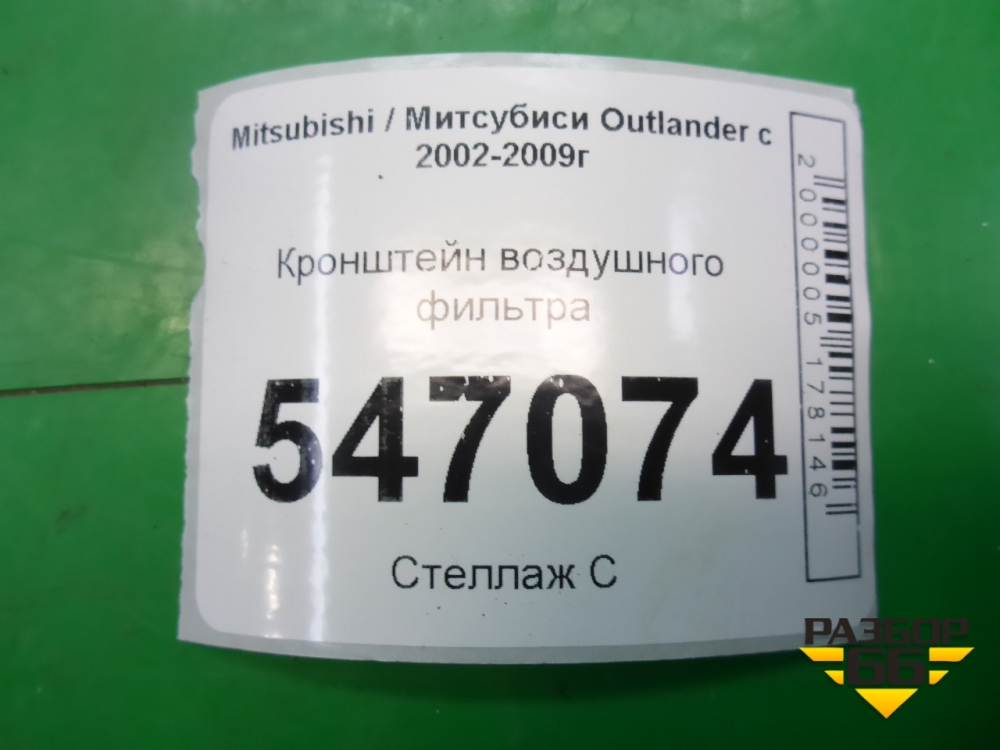 Mitsubishi / Митсубиси Outlander с
2002-2009г
Кронштейн воздушного
фильтра
547074
Стеллаж С
2000005178146
РАЗБОР
66